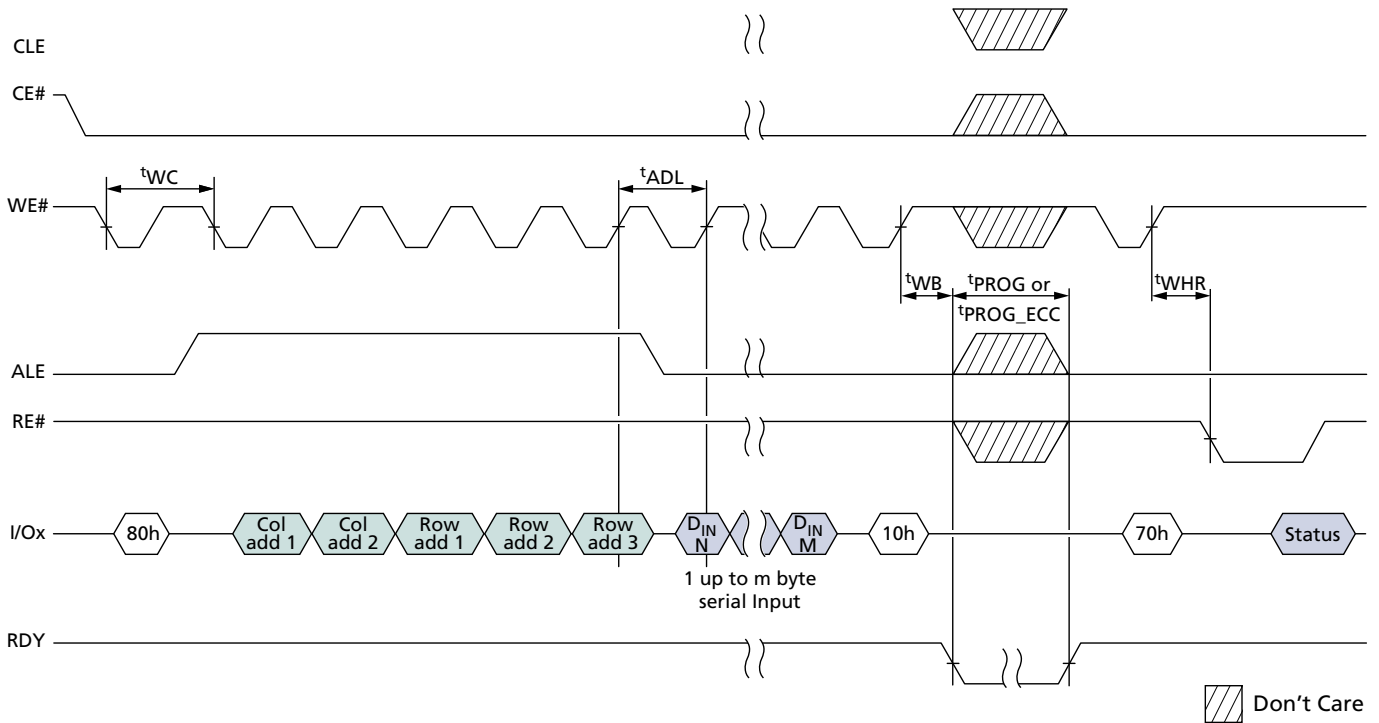 CLE
CE#
WE#
tWC
tADL
tWB
tPROG or
tPROG_ECC
tWHR
ALE
RE#
I/Ox
80h
Col
add 1
Col
add 2
Row
add 1
Row
add 2
Row
add 3
DIN
N
DIN
M
10h
70h
Status
1 up to m byte
serial Input
RDY
Don't Care